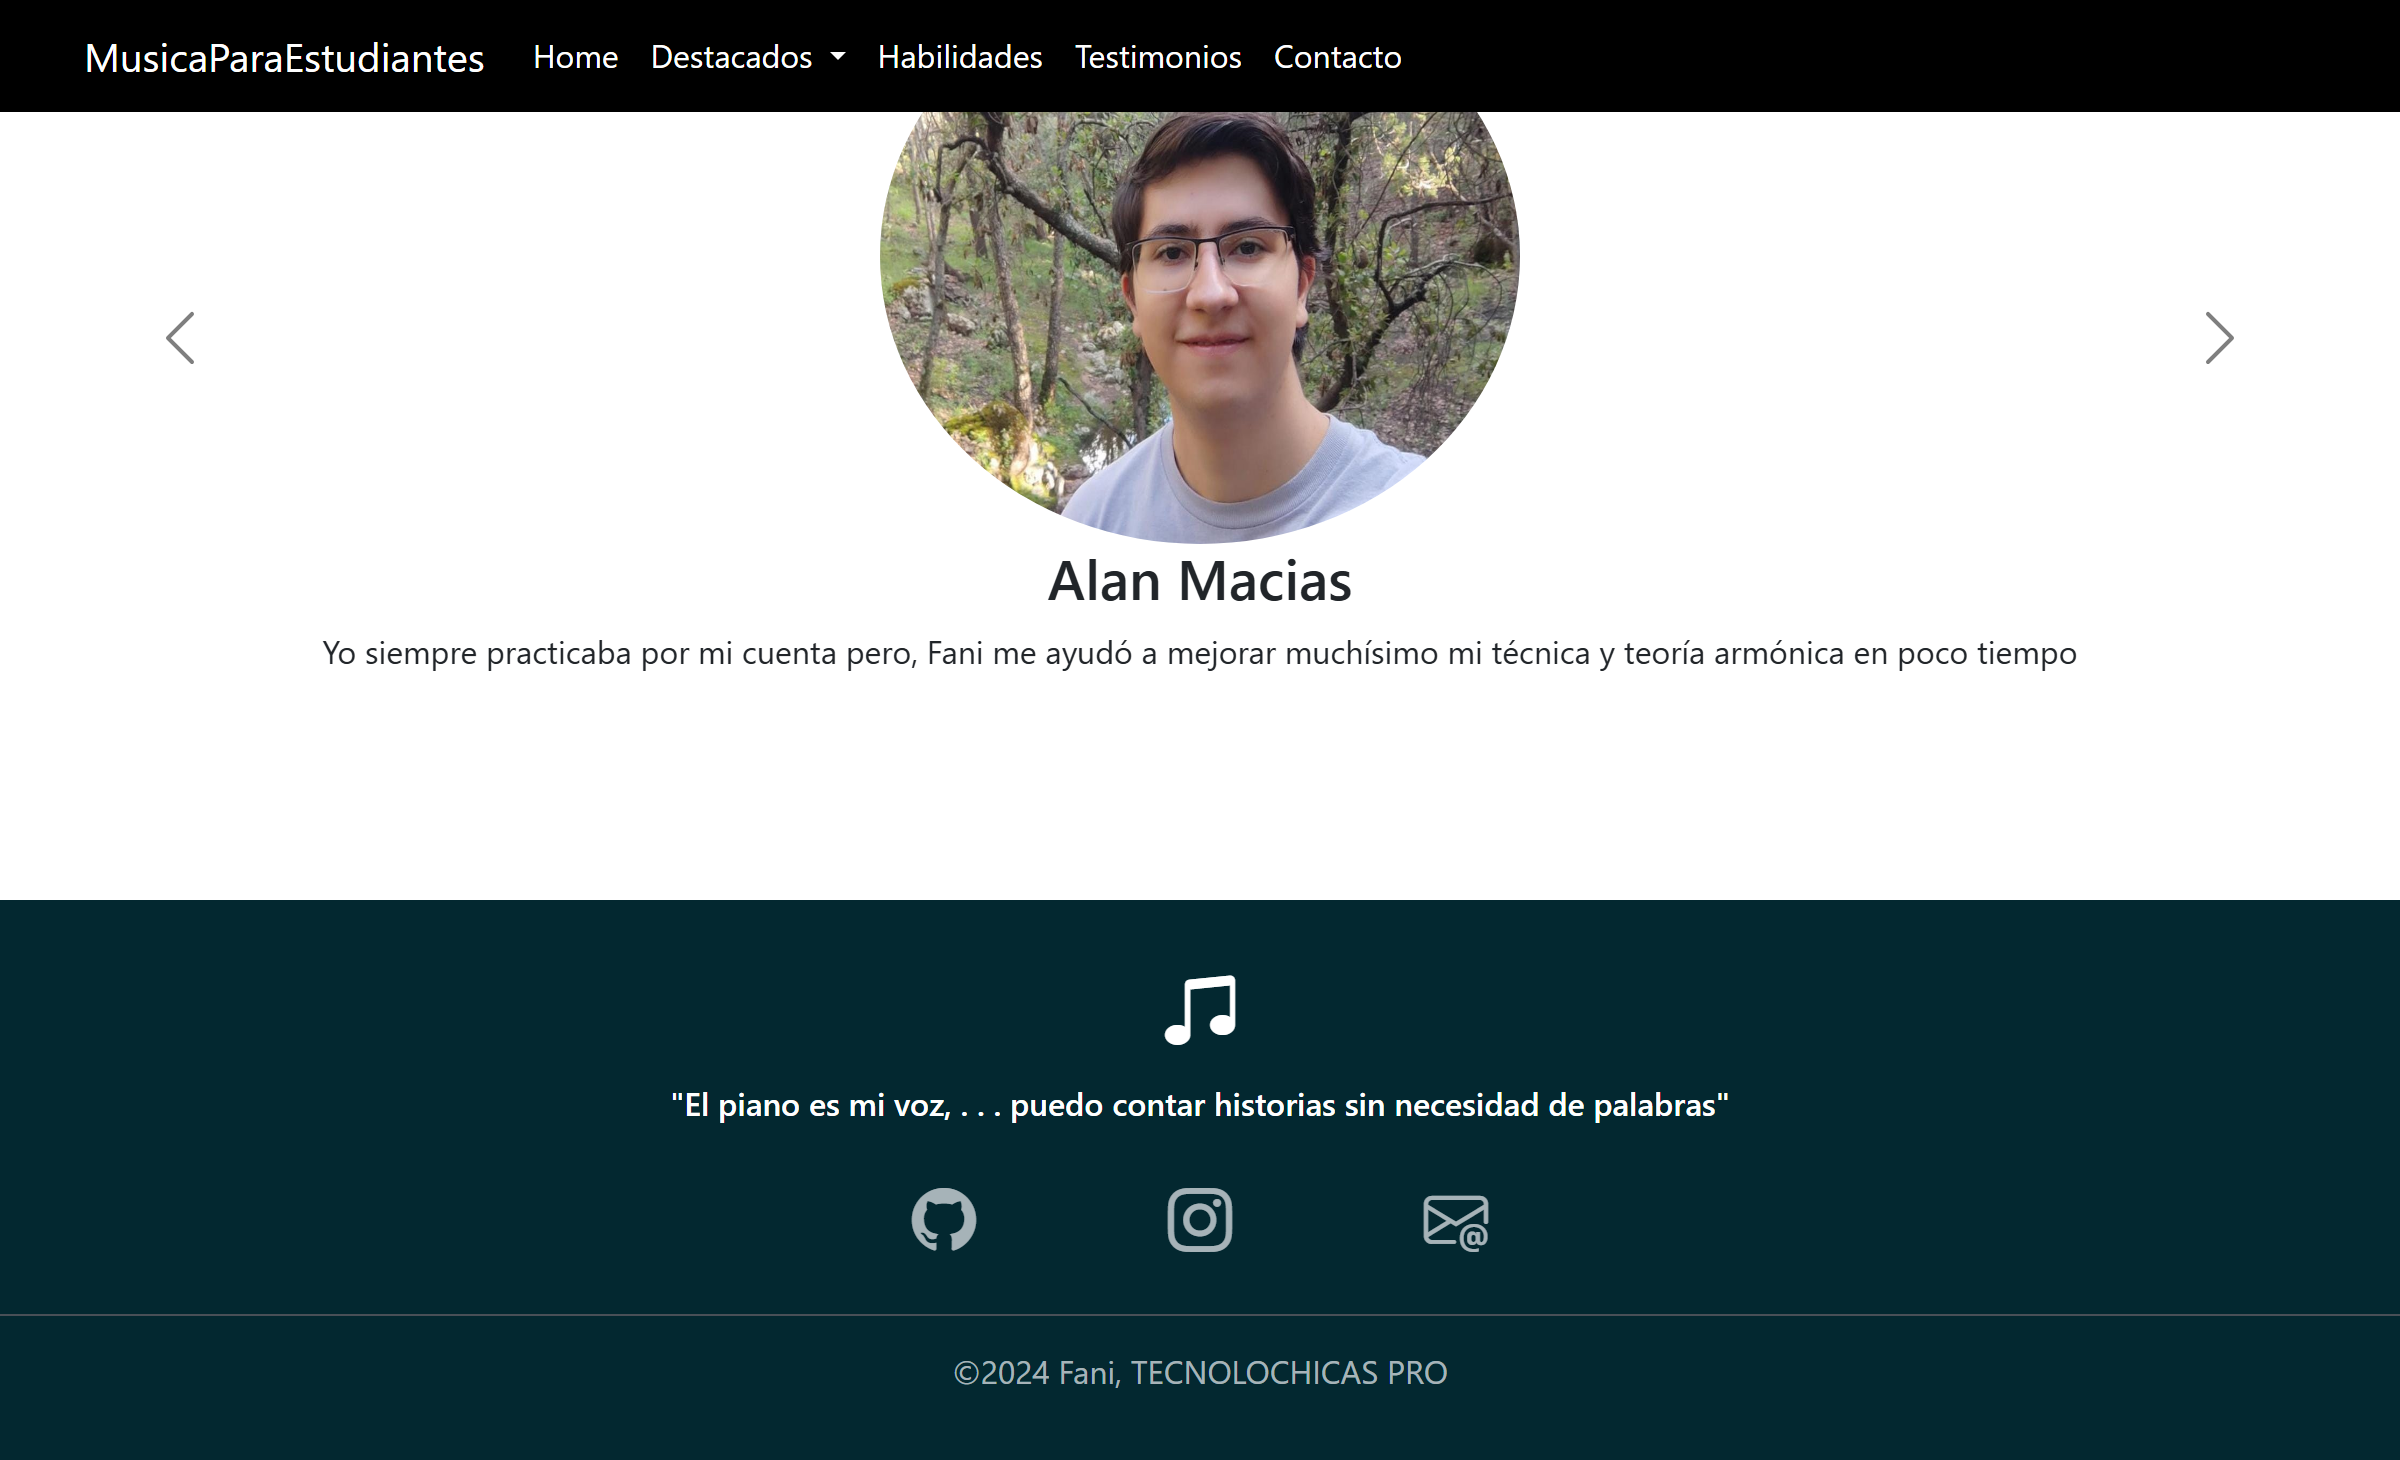 MusicaParaEstudiantes Home Destacados Habilidades Testimonios Contacto
Alan Macias
Yo siempre practicaba por mi cuenta pero, Fani me ayudó a mejorar muchísimo mi técnica y teoría armónica en poco tiempo
"El piano es mi voz, . . . puedo contar historias sin necesidad de palabras"
©2024 Fani, TECNOLOCHICAS PRO